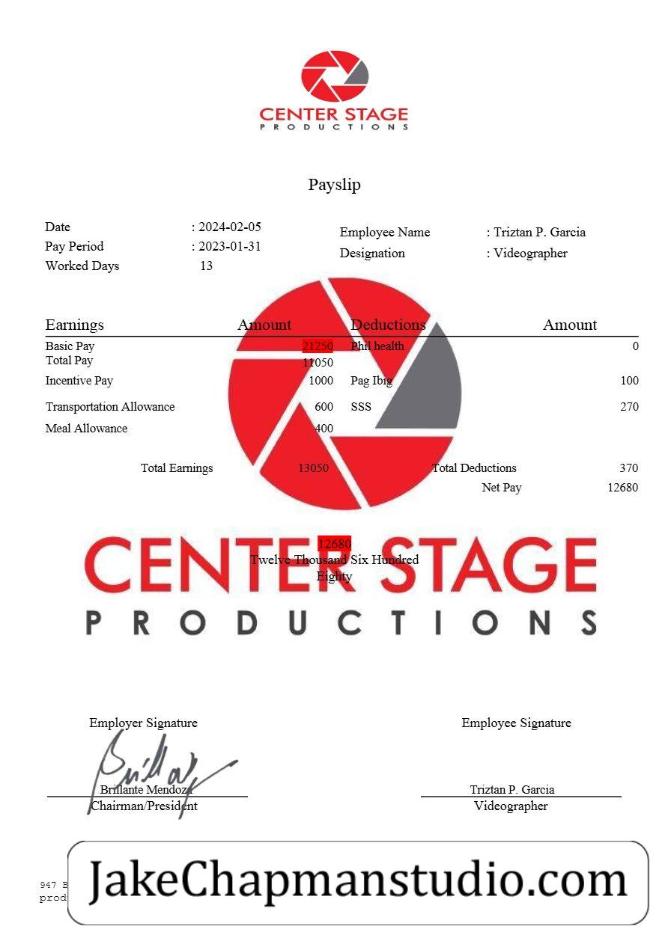 CENTER STAGE
PRODUCTIONS
Payslip
Date : 2024-02-05
Pay Period : 2023-01-31
Worked Days 13
Employee Name : Triztan P. Garcia
Designation : Videographer
Earnings Amount Deductions Amount
Basic Pay 21250 Phil health 0
Total Pay 11050
Incentive Pay 1000 Pag Ibig 100
Transportation Allowance 600 SSS 270
Meal Allowance 400
Total Earnings 13050 Total Deductions 370
Net Pay 12680
12680
Twelve Thousand Six Hundred
Eighty
CENTER STAGE
PRODUCTIONS
Employer Signature Employee Signature
Brillante Mendoza Triztan P. Garcia
Chairman/President Videographer
947
prod
JakeChapmanstudio.com